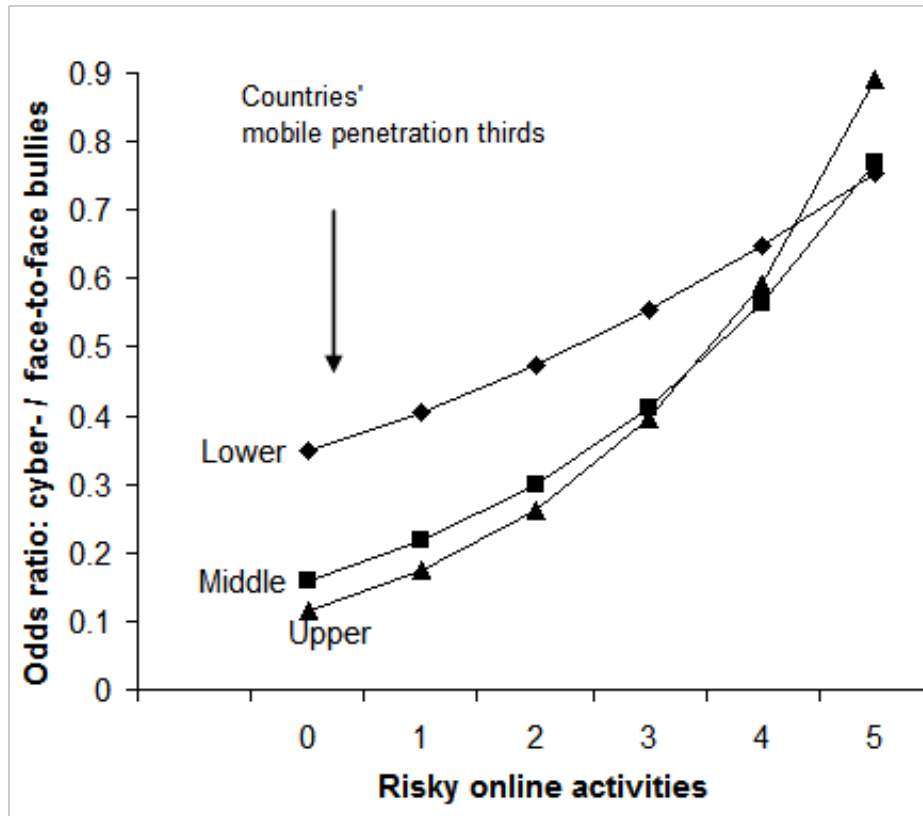 Odds ratio: cyber- / face-to-face bullies
0.9
0.8
0.7
0.6
0.5
0.4
0.3
0.2
0.1
0
Countries'
mobile penetration thirds
Lower
Middle
Upper
0 1 2 3 4 5
Risky online activities